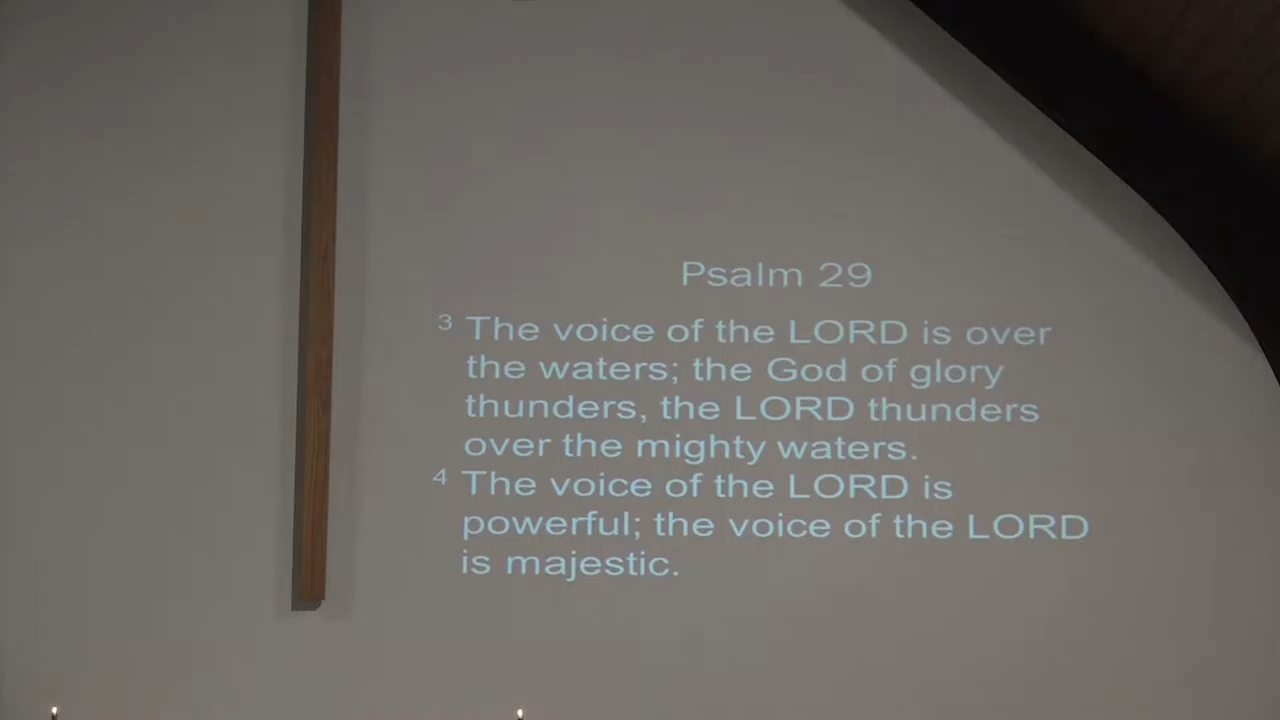 Psalm 29
3 The voice of the LORD is over
the waters; the God of glory
thunders, the LORD thunders
over the mighty waters.
4 The voice of the LORD is
powerful; the voice of the LORD
is majestic.